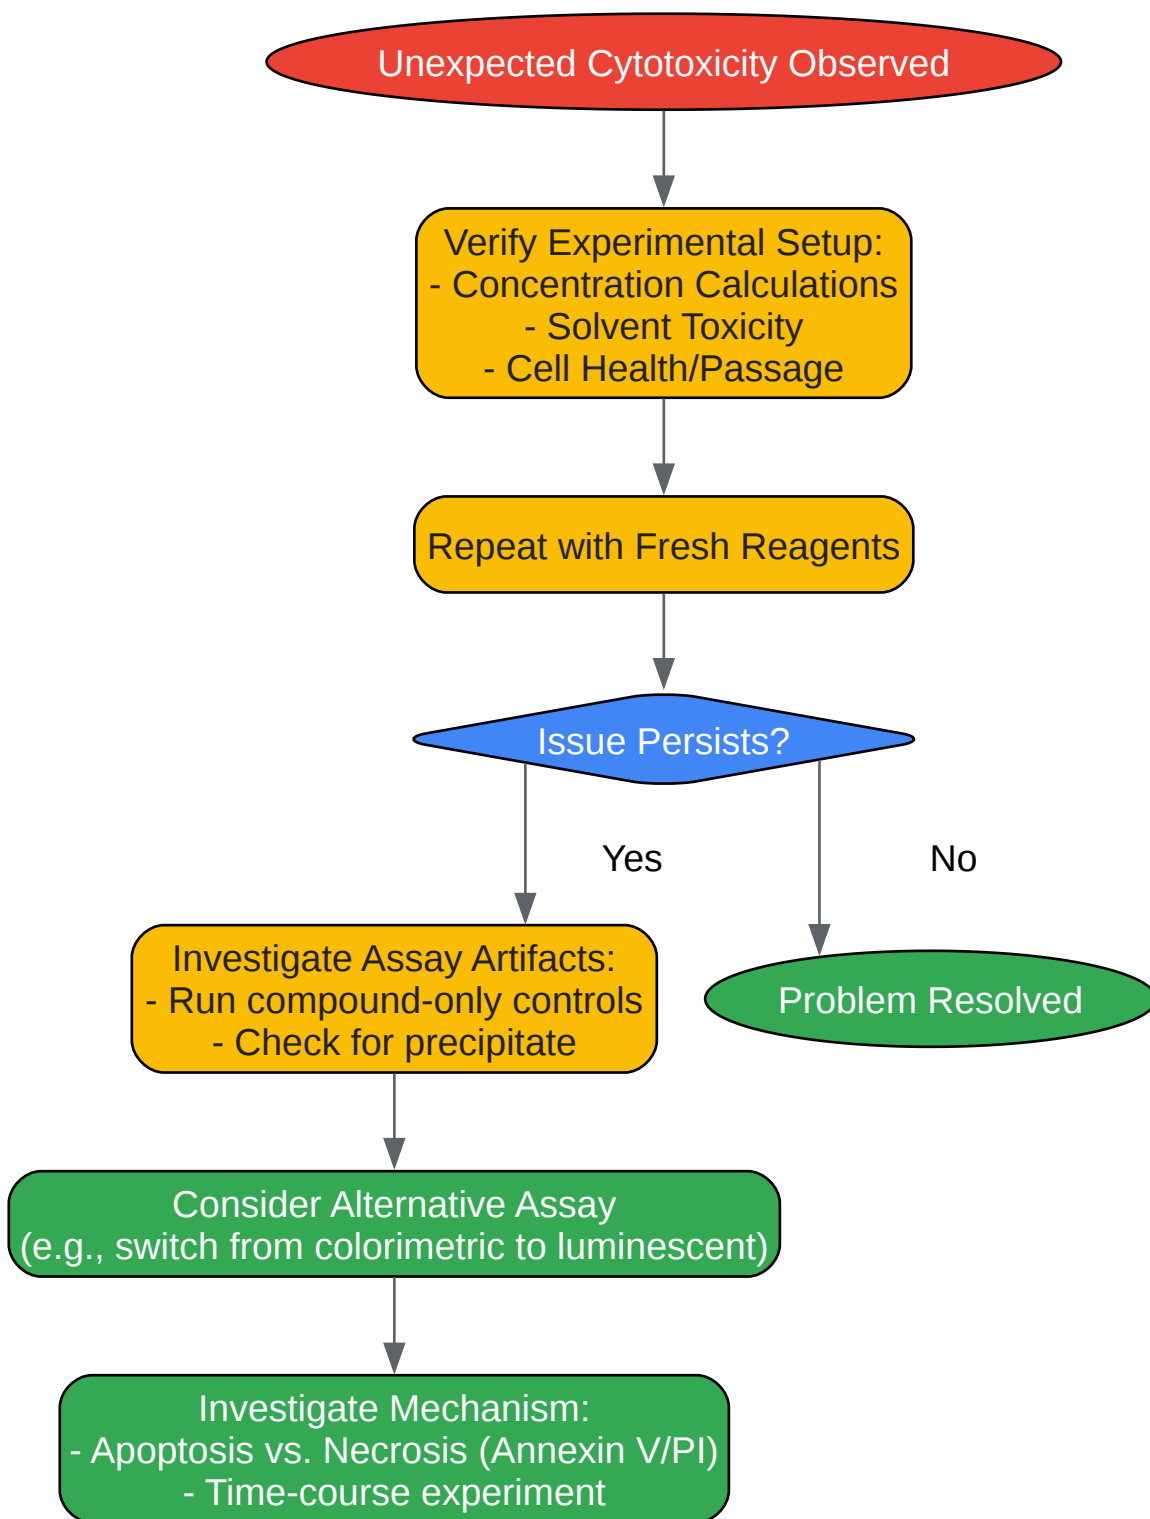 Unexpected Cytotoxicity Observed
Verify Experimental Setup:
- Concentration Calculations
- Solvent Toxicity
- Cell Health/Passage
Repeat with Fresh Reagents
Issue Persists?
Yes
No
Investigate Assay Artifacts:
- Run compound-only controls
- Check for precipitate
Problem Resolved
Consider Alternative Assay
(e.g., switch from colorimetric to luminescent)
Investigate Mechanism:
- Apoptosis vs. Necrosis (Annexin V/PI)
- Time-course experiment